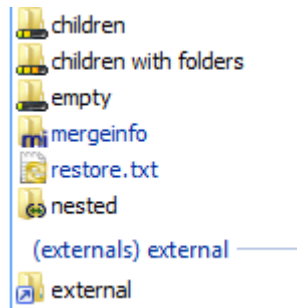 children
children with folders
empty
mergeinfo
restore.txt
nested
(externals) external
external